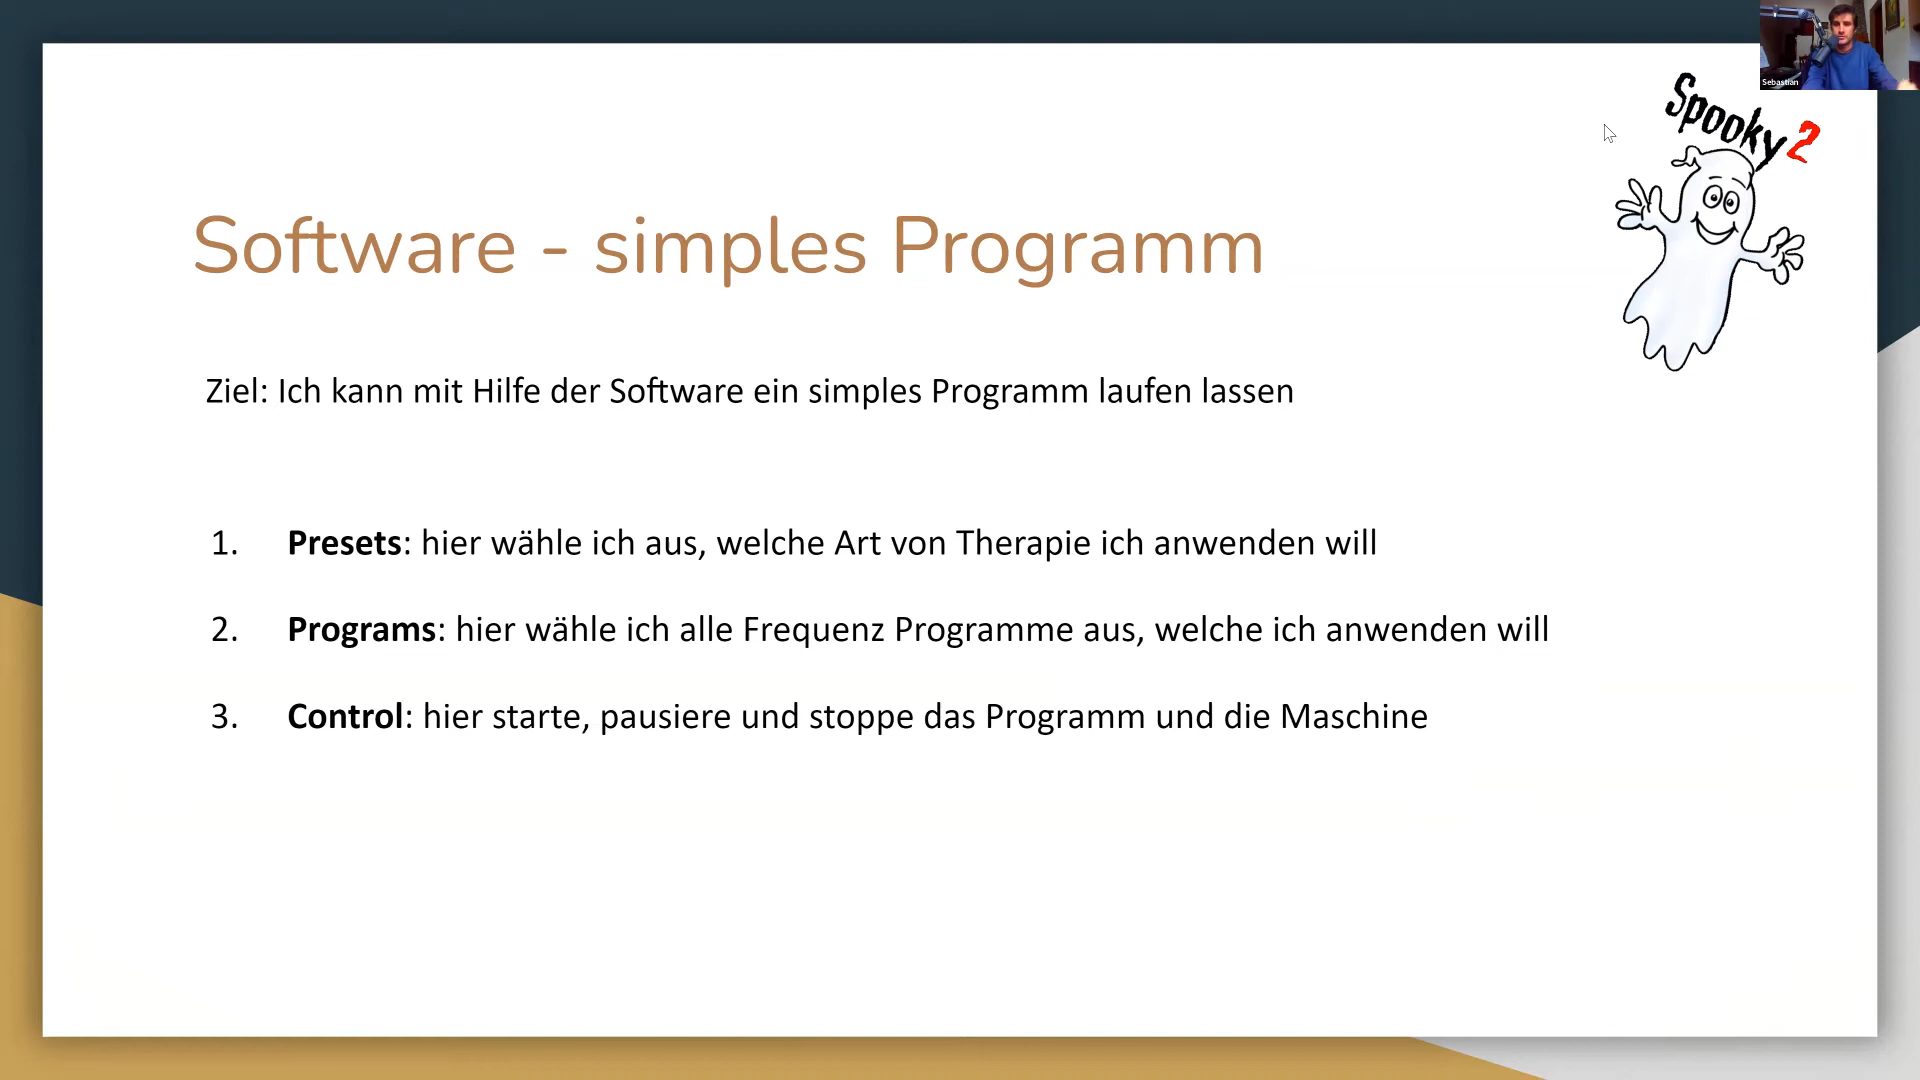 Sebastian
Spooky2
Software - simples Programm
Ziel: Ich kann mit Hilfe der Software ein simples Programm laufen lassen
1. Presets: hier wähle ich aus, welche Art von Therapie ich anwenden will
2. Programs: hier wähle ich alle Frequenz Programme aus, welche ich anwenden will
3. Control: hier starte, pausiere und stoppe das Programm und die Maschine